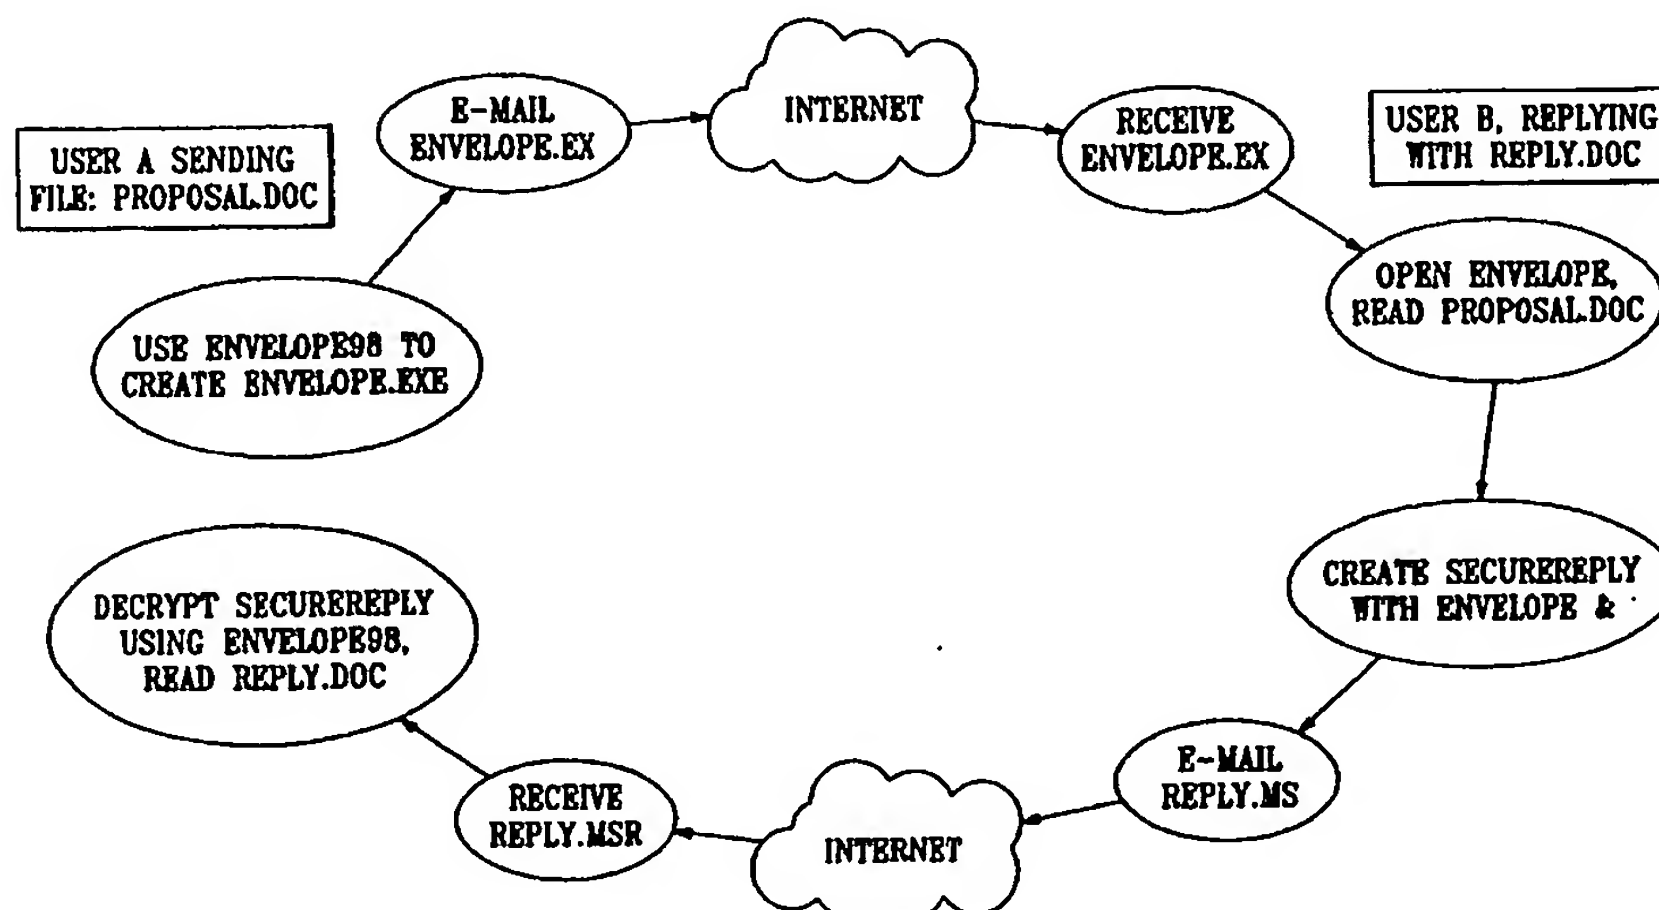 USER A SENDING
FILE: PROPOSAL.DOC
E-MAIL
ENVELOPE.EX
INTERNET
RECEIVE
ENVELOPE.EX
USER B, REPLYING
WITH REPLY.DOC
USE ENVELOPE98 TO
CREATE ENVELOPE.EXE
OPEN ENVELOPE,
READ PROPOSAL.DOC
CREATE SECUREREPLY
WITH ENVELOPE &
E-MAIL
REPLY.MS
INTERNET
RECEIVE
REPLY.MSR
DECRYPT SECUREREPLY
USING ENVELOPE98,
READ REPLY.DOC